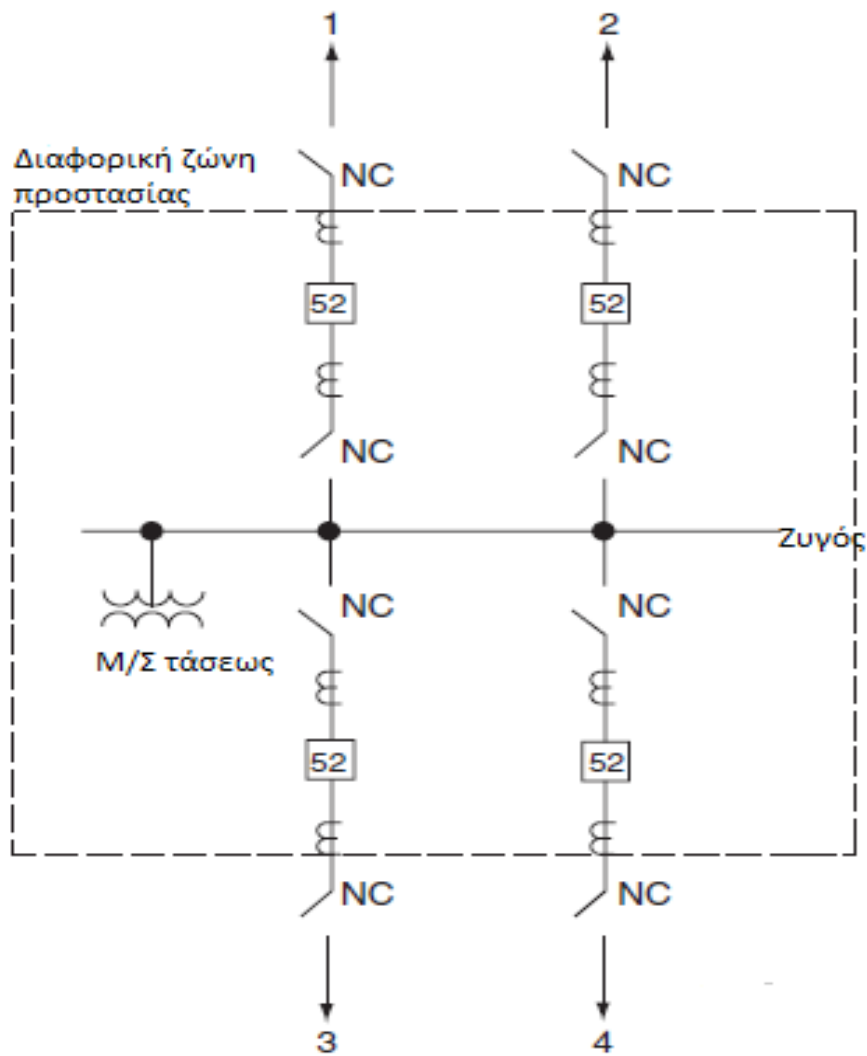 1 2
Διαφορική ζώνη
προστασίας
NC NC
52 52
NC NC
Ζυγός
NC NC
Μ/Σ τάσεως
52 52
NC NC
3 4